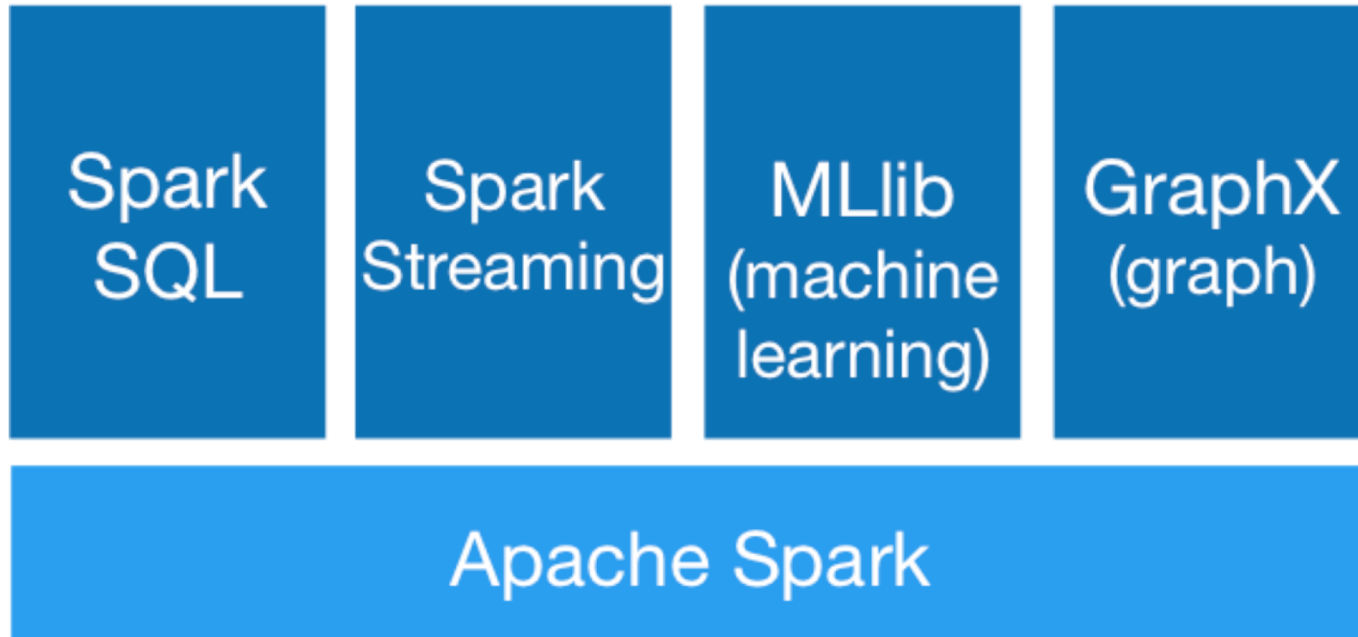 Spark
SQL
Spark
Streaming
MLlib
(machine
learning)
GraphX
(graph)
Apache Spark